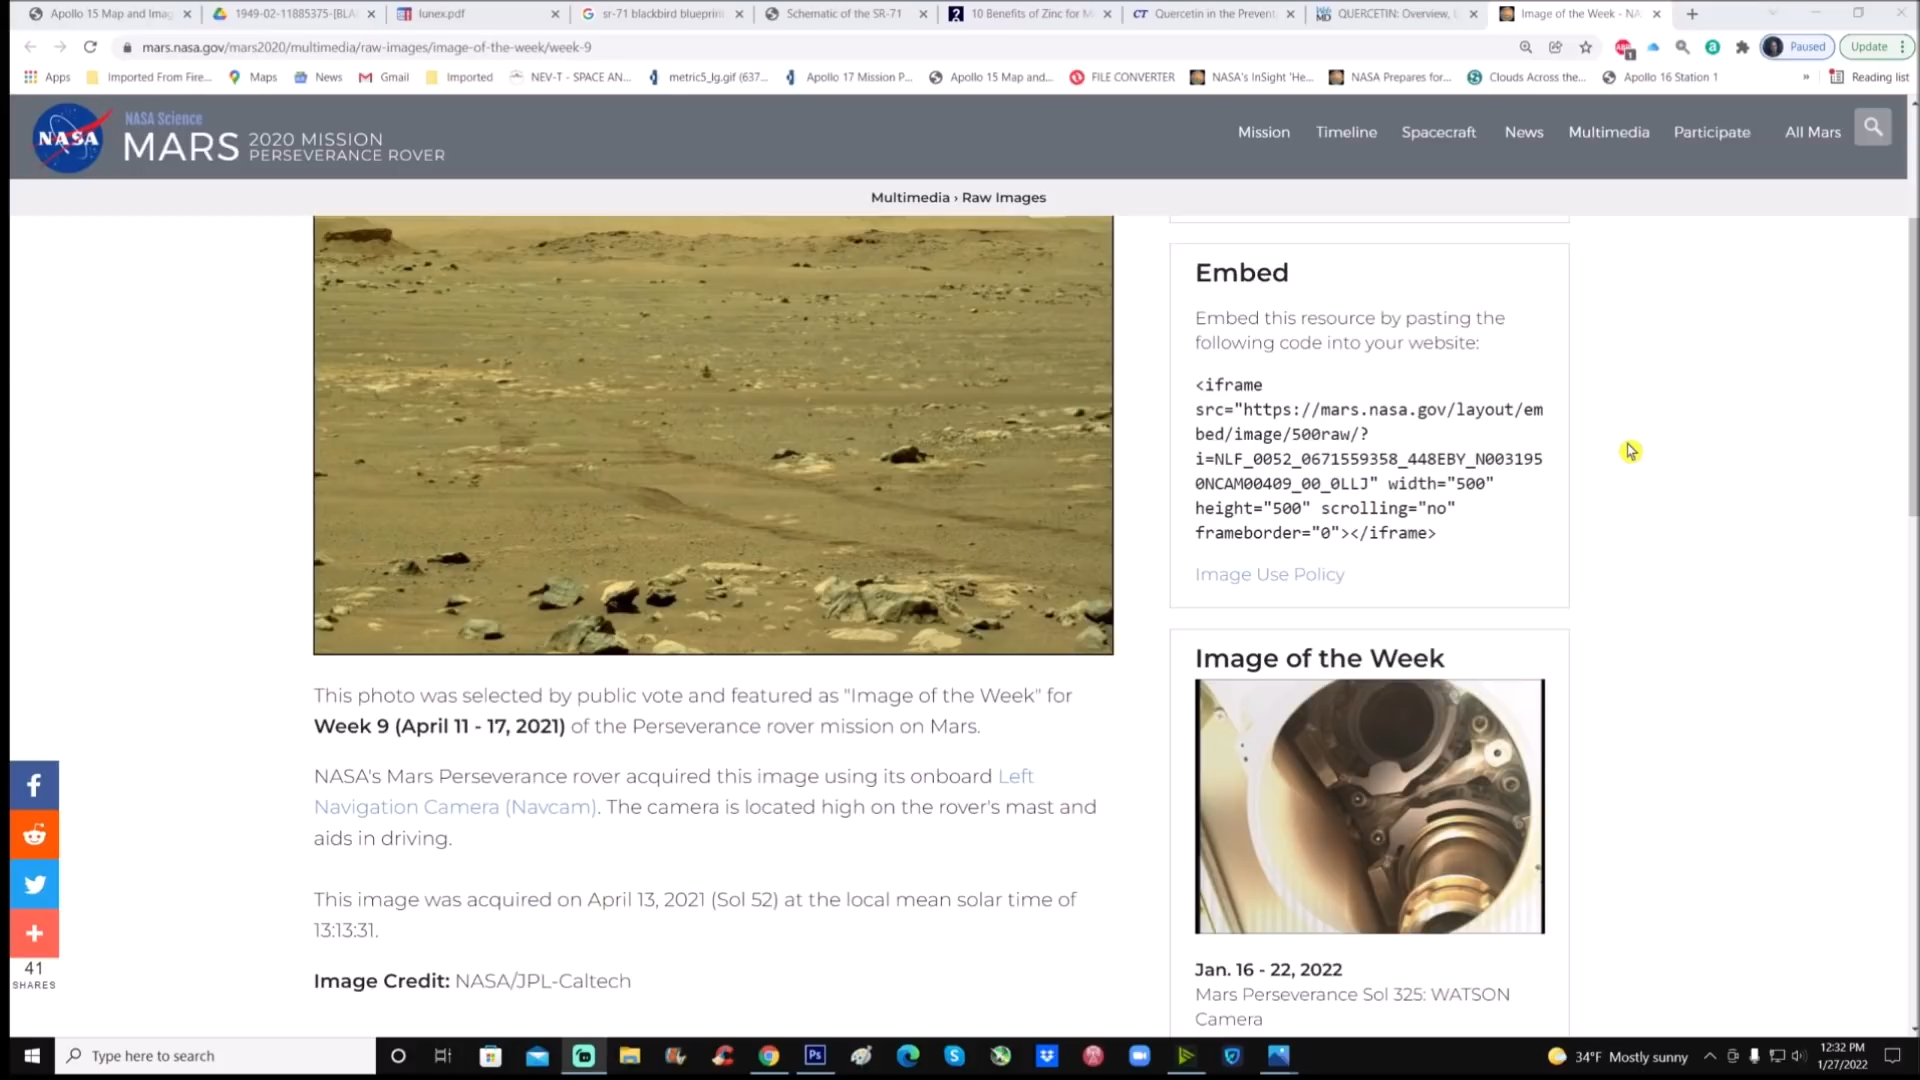 Apollo 15 Map and Imag
1949-02-11885375-[BLA
lunex.pdf
sr-71 blackbird blueprin
Schematic of the SR-71
10 Benefits of Zinc for M
Quercetin in the Prevent
QUERCETIN: Overview, 
Image of the Week - NA
mars.nasa.gov/mars2020/multimedia/raw-images/image-of-the-week/week-9
Paused
Update
Apps
Imported From Fire...
Maps
News
Gmail
Imported
NEV-T - SPACE AN...
metric5_lg.gif (637...
Apollo 17 Mission P...
Apollo 15 Map and...
FILE CONVERTER
NASA's InSight 'He...
NASA Prepares for...
Clouds Across the...
Apollo 16 Station 1
»
Reading list
NASA
NASA Science
MARS 2020 MISSION
PERSEVERANCE ROVER
Mission
Timeline
Spacecraft
News
Multimedia
Participate
All Mars
Multimedia › Raw Images
Embed
Embed this resource by pasting the
following code into your website:
<iframe
src="https://mars.nasa.gov/layout/em
bed/image/500raw/?
i=NLF_0052_0671559358_448EBY_N003195
0NCAM00409_00_0LLJ" width="500"
height="500" scrolling="no"
frameborder="0"></iframe>
Image Use Policy
Image of the Week
Jan. 16 - 22, 2022
Mars Perseverance Sol 325: WATSON
Camera
This photo was selected by public vote and featured as "Image of the Week" for
Week 9 (April 11 - 17, 2021) of the Perseverance rover mission on Mars.
NASA's Mars Perseverance rover acquired this image using its onboard Left
Navigation Camera (Navcam). The camera is located high on the rover's mast and
aids in driving.
This image was acquired on April 13, 2021 (Sol 52) at the local mean solar time of
13:13:31.
Image Credit: NASA/JPL-Caltech
41
SHARES
Type here to search
Ps
34°F Mostly sunny
12:32 PM
1/27/2022